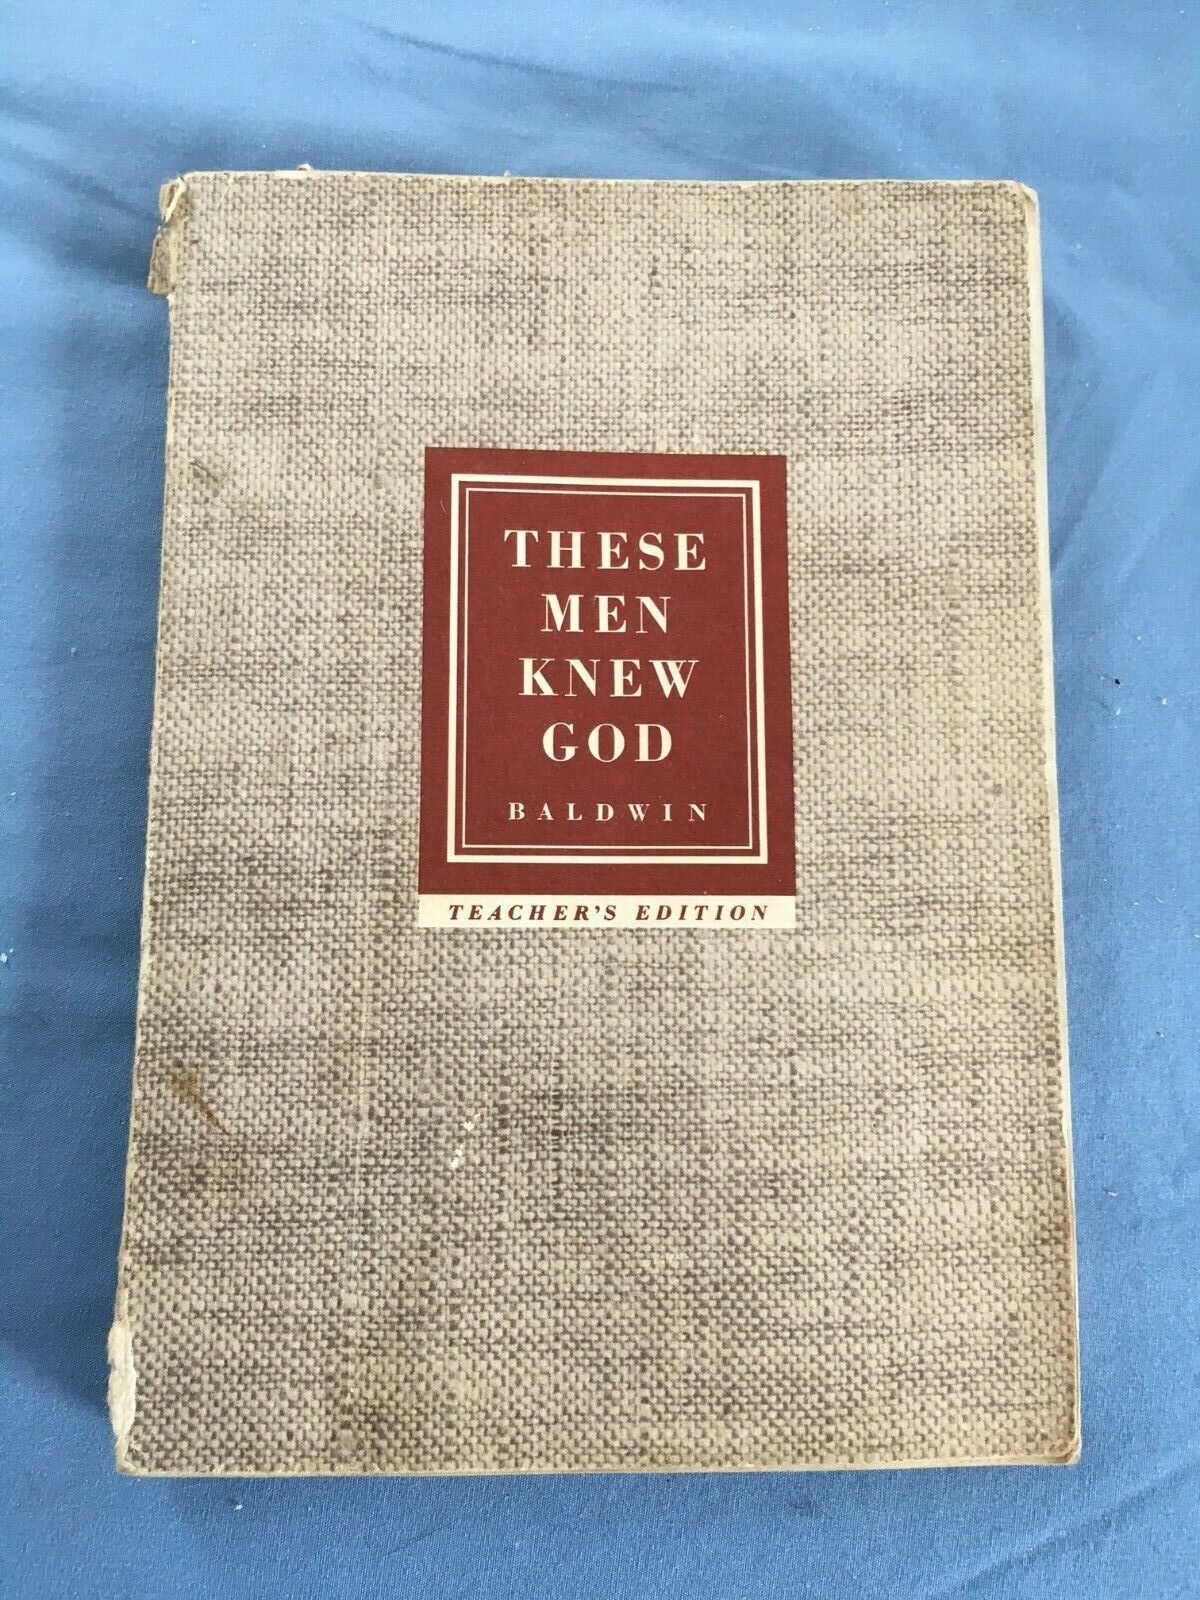 THESE
MEN
KNEW
GOD
BALDWIN
TEACHER'S EDITION